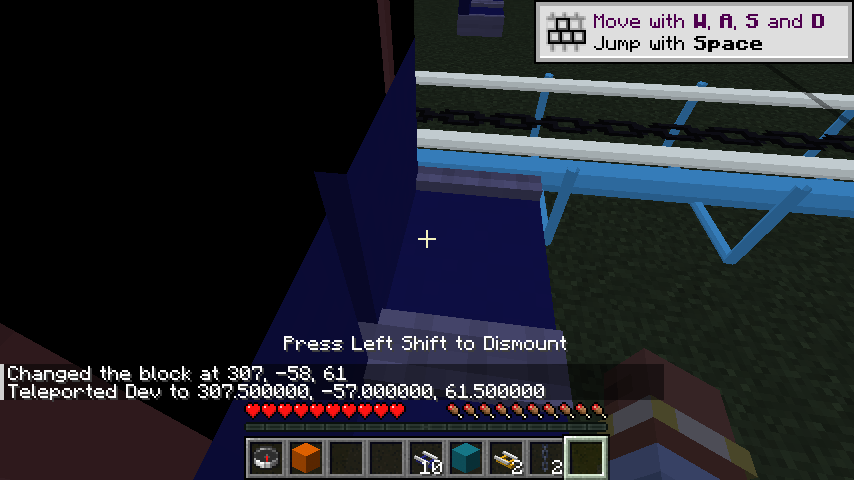 Move with W, A, S and D
Jump with Space
Press Left Shift to Dismount
Changed the block at 307, -58, 61
Teleported Dev to 307.500000, -57.000000, 61.500000
10
2
2